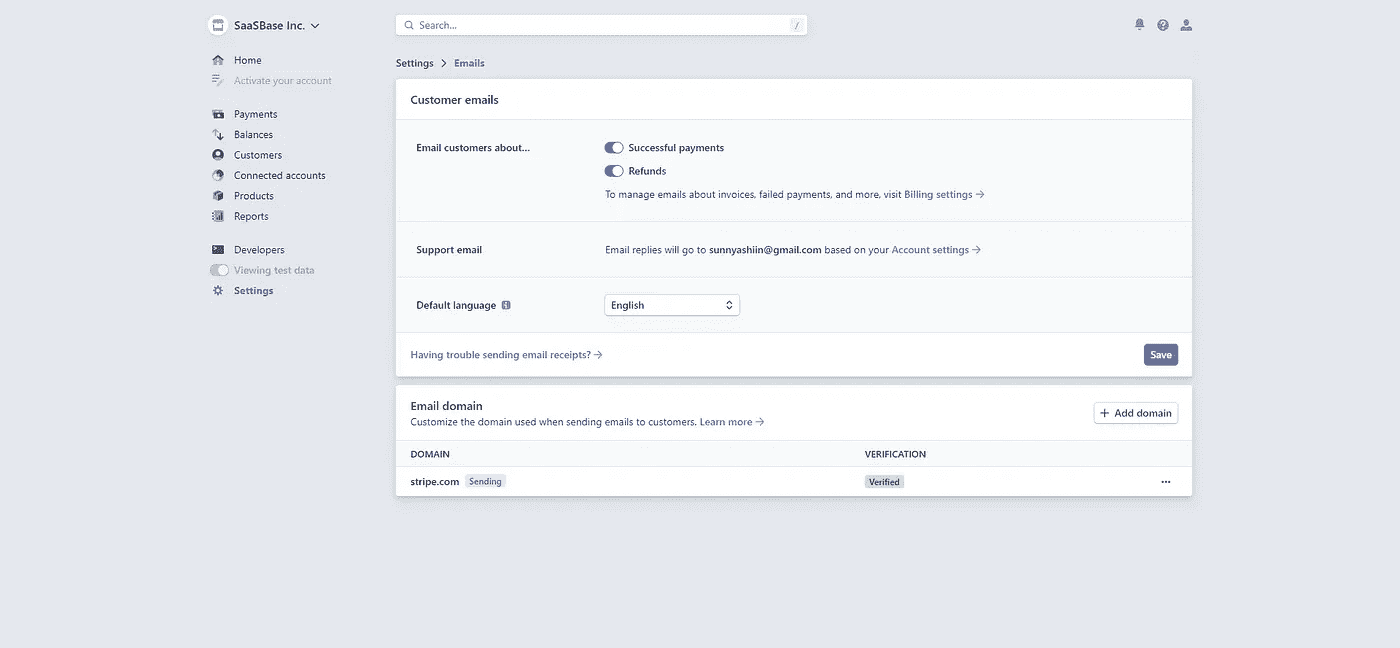 SaaSBase Inc.
Search...
/
Home
Activate your account
Payments
Balances
Customers
Connected accounts
Products
Reports
Developers
Viewing test data
Settings
Settings > Emails
Customer emails
Email customers about...
Successful payments
Refunds
To manage emails about invoices, failed payments, and more, visit Billing settings →
Support email
Email replies will go to sunnyashiin@gmail.com based on your Account settings →
Default language
English
Having trouble sending email receipts? →
Save
Email domain
Customize the domain used when sending emails to customers. Learn more →
+ Add domain
DOMAIN VERIFICATION
stripe.com Sending Verified ...